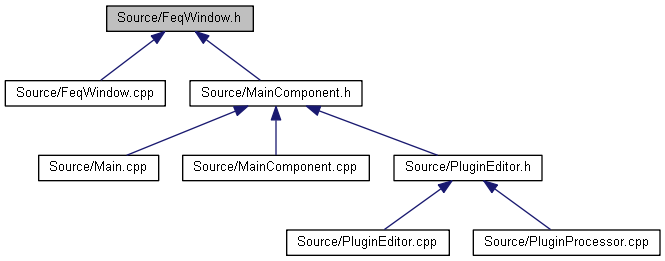 Source/FeqWindow.h
Source/FeqWindow.cpp
Source/MainComponent.h
Source/Main.cpp
Source/MainComponent.cpp
Source/PluginEditor.h
Source/PluginEditor.cpp
Source/PluginProcessor.cpp